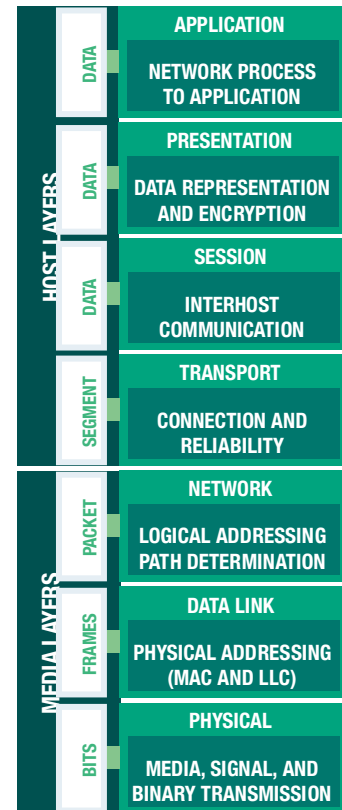 HOST LAYERS
DATA
APPLICATION
NETWORK PROCESS
TO APPLICATION
DATA
PRESENTATION
DATA REPRESENTATION
AND ENCRYPTION
DATA
SESSION
INTERHOST
COMMUNICATION
SEGMENT
TRANSPORT
CONNECTION AND
RELIABILITY
MEDIA LAYERS
PACKET
NETWORK
LOGICAL ADDRESSING
PATH DETERMINATION
FRAMES
DATA LINK
PHYSICAL ADDRESSING
(MAC AND LLC)
BITS
PHYSICAL
MEDIA, SIGNAL, AND
BINARY TRANSMISSION